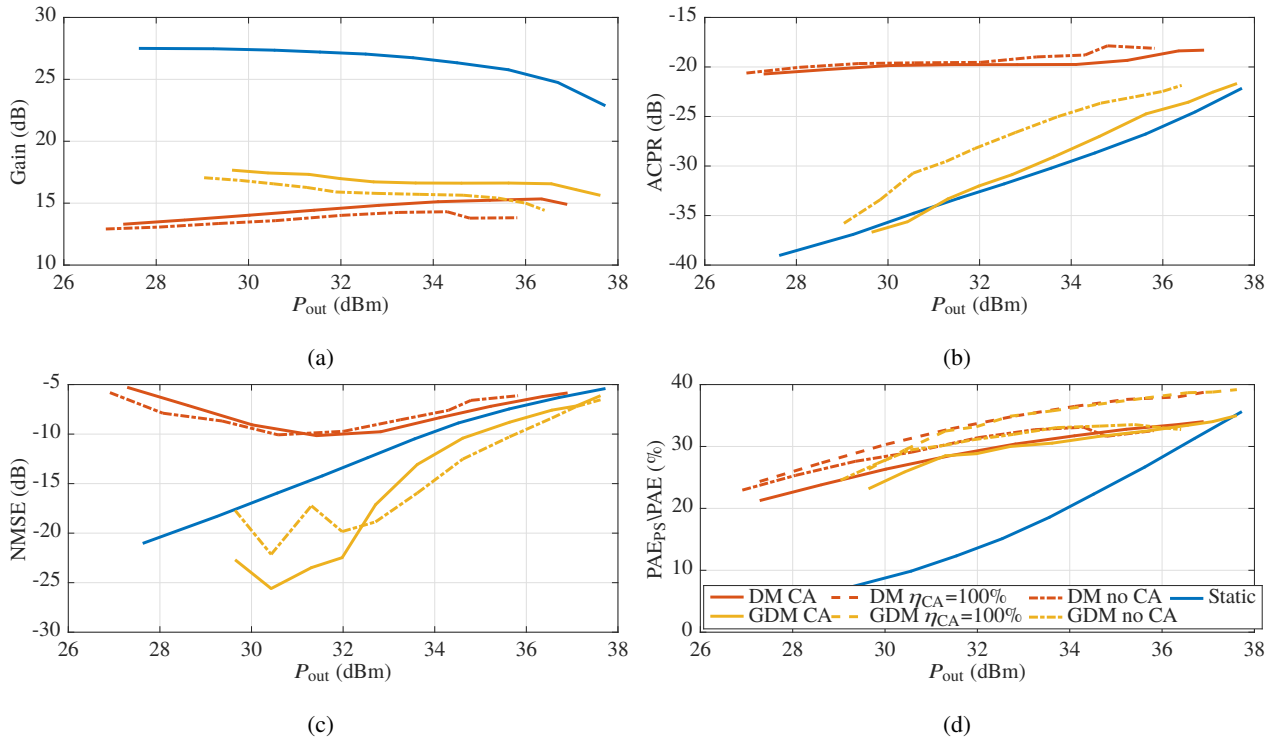 30
25
20
15
10
Gain (dB)
26 28 30 32 34 36 38
P_out (dBm)
(a)
-15
-20
-25
-30
-35
-40
ACPR (dB)
26 28 30 32 34 36 38
P_out (dBm)
(b)
-5
-10
-15
-20
-25
-30
NMSE (dB)
26 28 30 32 34 36 38
P_out (dBm)
(c)
40
30
20
10
0
PAE_PS\PAE (%)
DM CA DM η_CA=100% DM no CA Static
GDM CA GDM η_CA=100% GDM no CA
26 28 30 32 34 36 38
P_out (dBm)
(d)